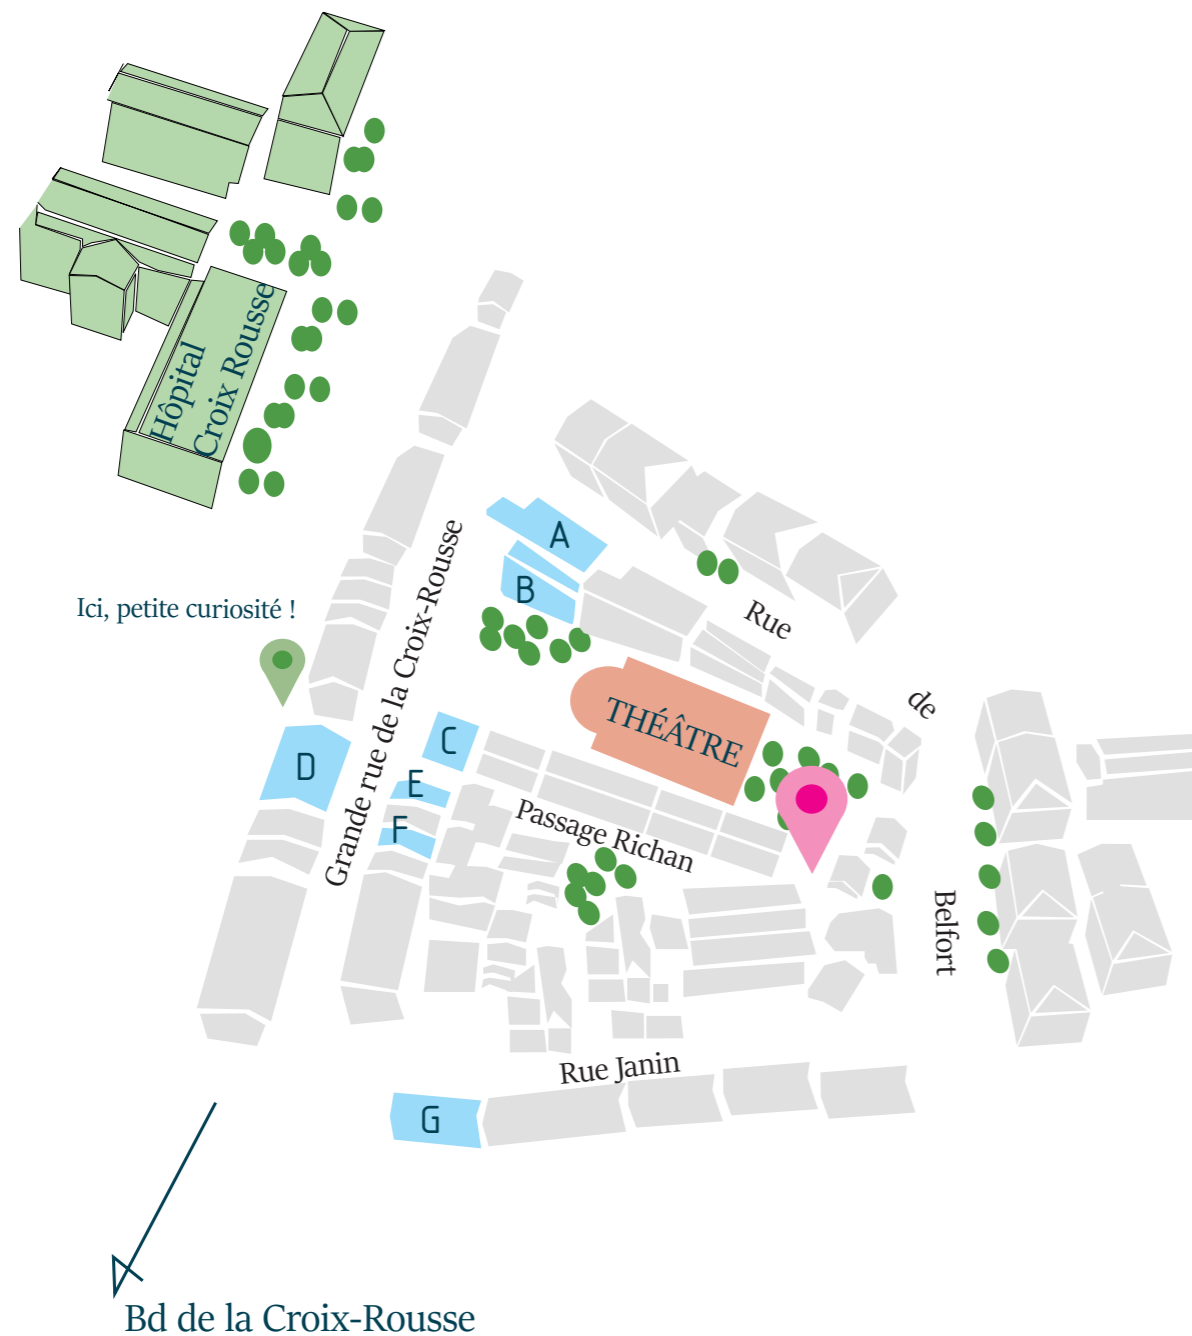 Hôpital
Croix Rousse
A
B
Ici, petite curiosité !
Grande rue de la Croix-Rousse
Rue
de
Belfort
THÉÂTRE
C
D
E
F
Passage Richan
Rue Janin
G
Bd de la Croix-Rousse